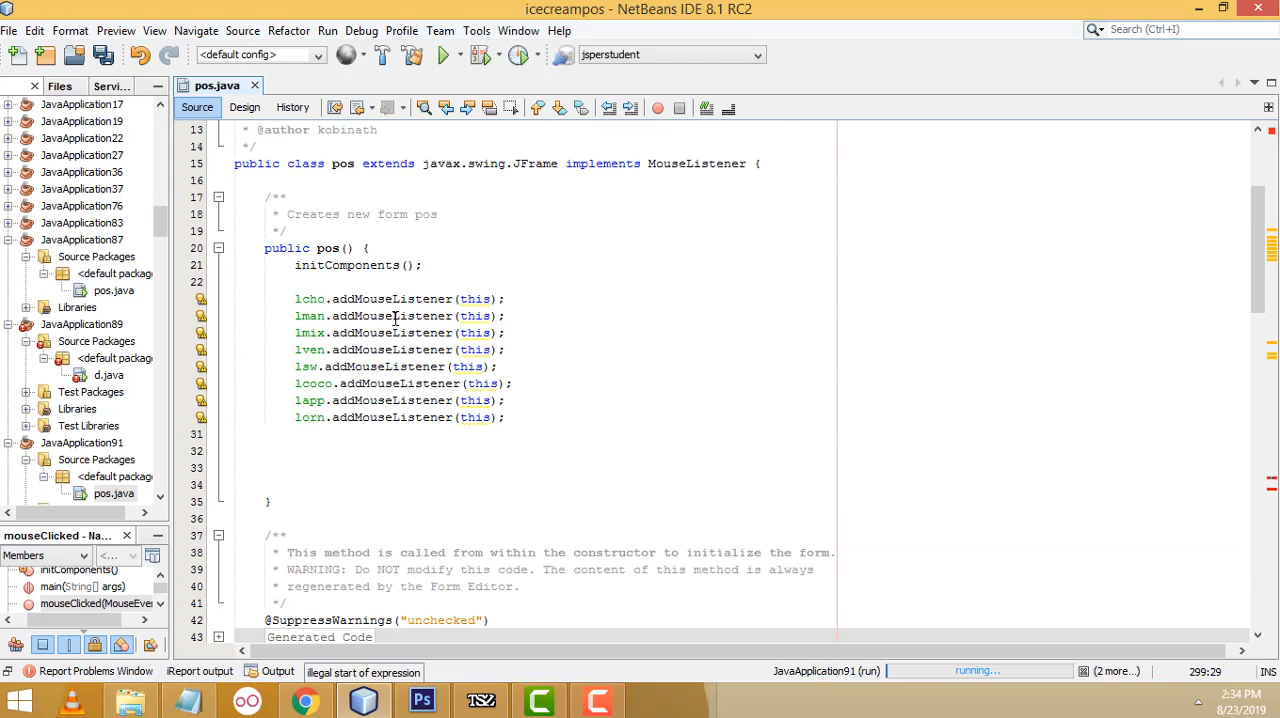 icecreampos - NetBeans IDE 8.1 RC2
File Edit Format Preview View Navigate Source Refactor Run Debug Profile Team Tools Window Help
Search (Ctrl+I)
<default config>
jsperstudent
Files
Servi...
pos.java
Source Design History
JavaApplication17
JavaApplication19
JavaApplication22
JavaApplication27
JavaApplication36
JavaApplication37
JavaApplication76
JavaApplication83
JavaApplication87
Source Packages
<default packag
pos.java
Libraries
JavaApplication89
Source Packages
<default packag
d.java
Test Packages
Libraries
Test Libraries
JavaApplication91
Source Packages
<default packag
pos.java
mouseClicked - Na...
Members
<...
initComponents()
main(String[] args)
mouseClicked(MouseEve
13 * @author kobinath
14 */
15 public class pos extends javax.swing.JFrame implements MouseListener {
16
17 /**
18 * Creates new form pos
19 */
20 public pos() {
21 initComponents();
22
lcho.addMouseListener(this);
lman.addMouseListener(this);
lmix.addMouseListener(this);
lven.addMouseListener(this);
lsw.addMouseListener(this);
lcoco.addMouseListener(this);
lapp.addMouseListener(this);
lorn.addMouseListener(this);
31
32
33
34
35 }
36
37 /**
38 * This method is called from within the constructor to initialize the form.
39 * WARNING: Do NOT modify this code. The content of this method is always
40 * regenerated by the Form Editor.
41 */
42 @SuppressWarnings("unchecked")
43 Generated Code
Report Problems Window
iReport output
Output
illegal start of expression
JavaApplication91 (run)
running...
(2 more...)
299:29
INS
Ps
TSZ
2:34 PM
8/23/2019